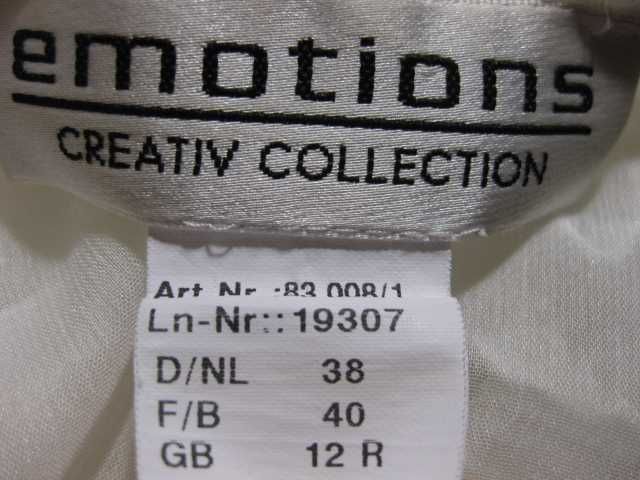 emotions
CREATIV COLLECTION
Art Nr.:83 008/1
Ln-Nr:: 19307
D/NL 38
F/B 40
GB 12 R